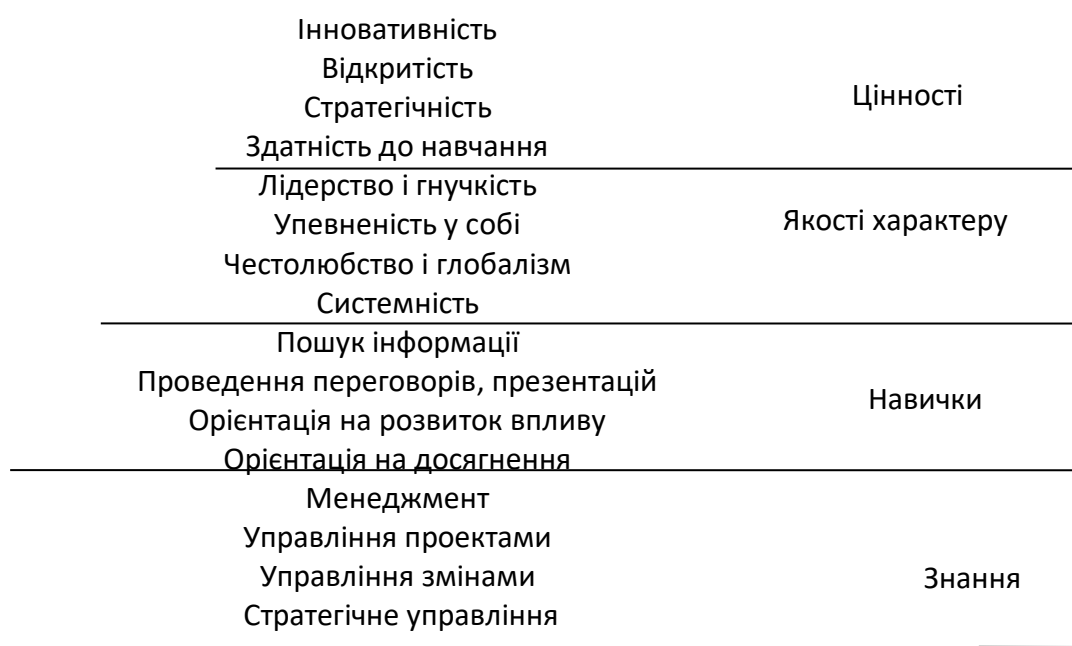 Інновативність
Відкритість
Стратегічність
Здатність до навчання
Цінності
Лідерство і гнучкість
Упевненість у собі
Честолюбство і глобалізм
Системність
Якості характеру
Пошук інформації
Проведення переговорів, презентацій
Орієнтація на розвиток впливу
Орієнтація на досягнення
Навички
Менеджмент
Управління проектами
Управління змінами
Стратегічне управління
Знання